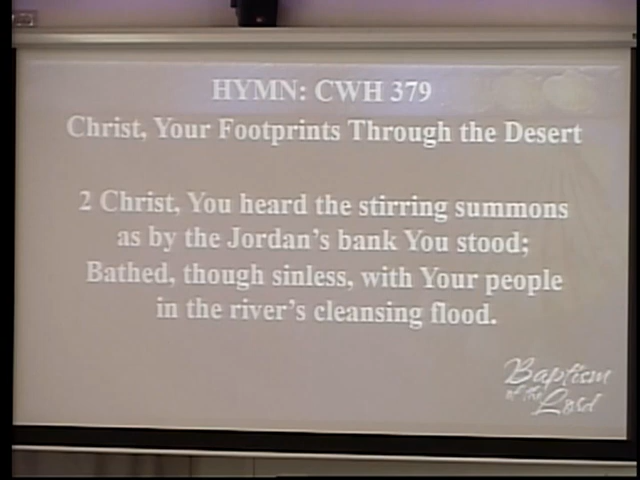 HYMN: CWH 379
Christ, Your Footprints Through the Desert
2 Christ, You heard the stirring summons
as by the Jordan's bank You stood;
Bathed, though sinless, with Your people
in the river's cleansing flood.
Baptism
of the
Lord